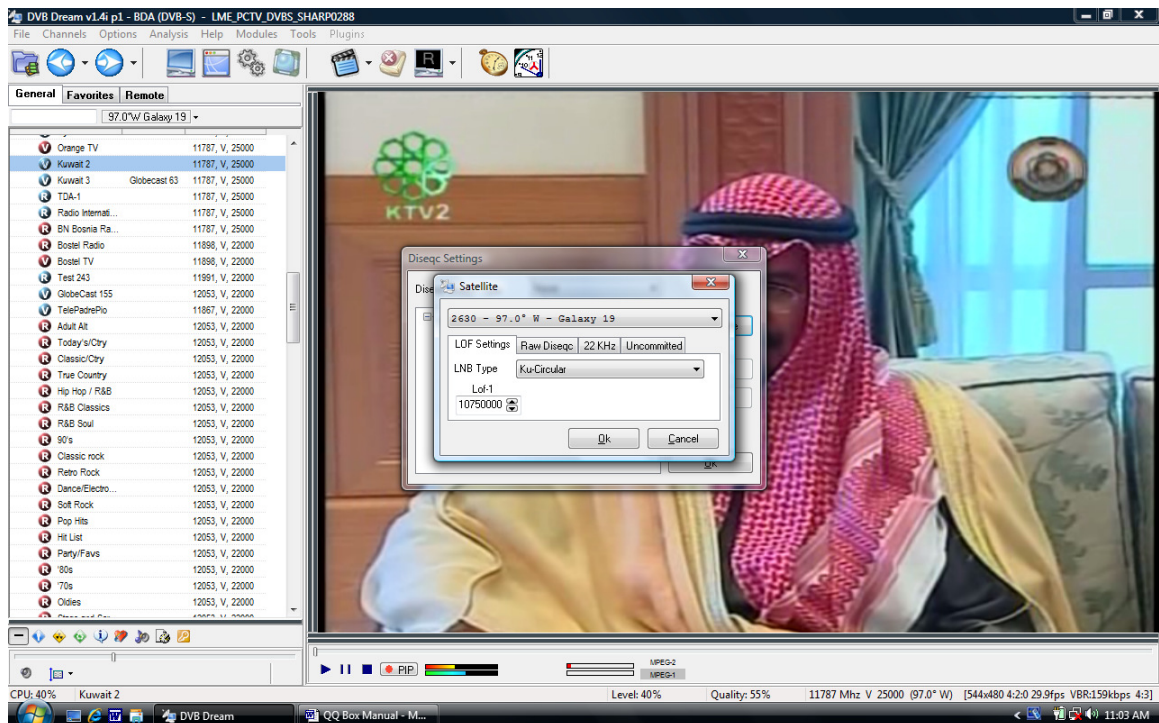 DVB Dream v1.4i p1 - BDA (DVB-S) - LME_PCTV_DVBS_SHARP0288
File Channels Options Analysis Help Modules Tools Plugins
General Favorites Remote
97.0°W Galaxy 19
Orange TV 11787, V, 25000
Kuwait 2 11787, V, 25000
Kuwait 3 Globecast 63 11787, V, 25000
TDA-1 11787, V, 25000
Radio Internati... 11787, V, 25000
BN Bosnia Ra... 11787, V, 25000
Bostel Radio 11898, V, 22000
Bostel TV 11898, V, 22000
Test 243 11991, V, 22000
GlobeCast 155 12053, V, 22000
TelePadrePio 11867, V, 22000
Adult Alt 12053, V, 22000
Today's/Ctry 12053, V, 22000
Classic/Ctry 12053, V, 22000
True Country 12053, V, 22000
Hip Hop / R&B 12053, V, 22000
R&B Classics 12053, V, 22000
R&B Soul 12053, V, 22000
90's 12053, V, 22000
Classic rock 12053, V, 22000
Retro Rock 12053, V, 22000
Dance/Electro... 12053, V, 22000
Soft Rock 12053, V, 22000
Pop Hits 12053, V, 22000
Hit List 12053, V, 22000
Party/Favs 12053, V, 22000
'80s 12053, V, 22000
'70s 12053, V, 22000
Oldies 12053, V, 22000
KTV2
Diseqc Settings
Dise
Satellite
2630 - 97.0° W - Galaxy 19
LOF Settings Raw Diseqc 22 KHz Uncommitted
LNB Type Ku-Circular
Lof-1
10750000
Ok Cancel
OK
PIP
MPEG-2
MPEG-1
CPU: 40% Kuwait 2 Level: 40% Quality: 55% 11787 Mhz V 25000 (97.0° W) [544x480 4:2:0 29.9fps VBR:159kbps 4:3]
DVB Dream QQ Box Manual - M... 11:03 AM